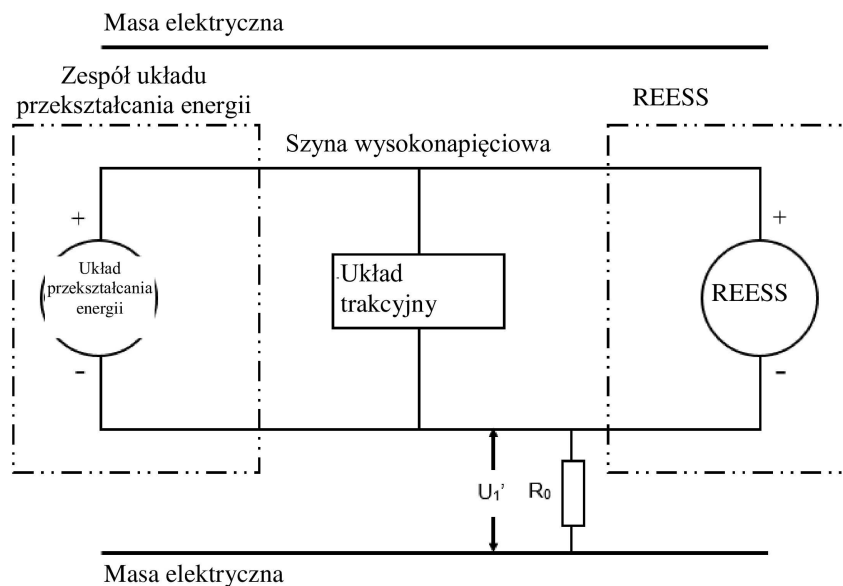 Masa elektryczna
Zespół układu
przekształcania energii
REESS
Szyna wysokonapięciowa
+
+
Układ
przekształcania
energii
Układ
trakcyjny
REESS
-
-
U₁’
R₀
Masa elektryczna